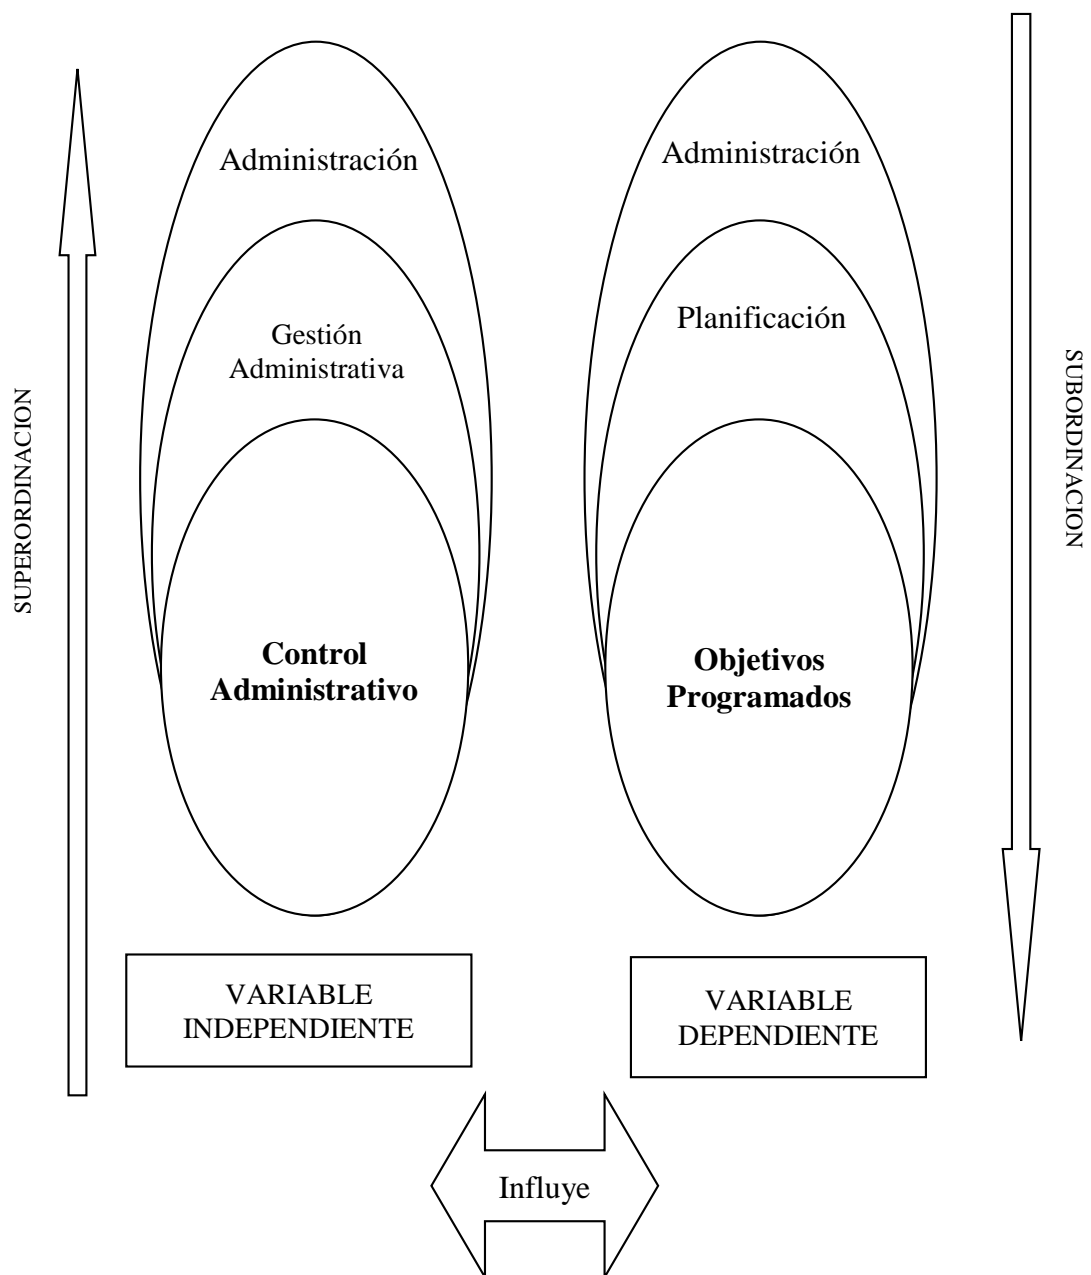 Administración
Administración
Gestión
Administrativa
Planificación
SUPERORDINACION
SUBORDINACION
Control
Administrativo
Objetivos
Programados
VARIABLE
INDEPENDIENTE
VARIABLE
DEPENDIENTE
Influye